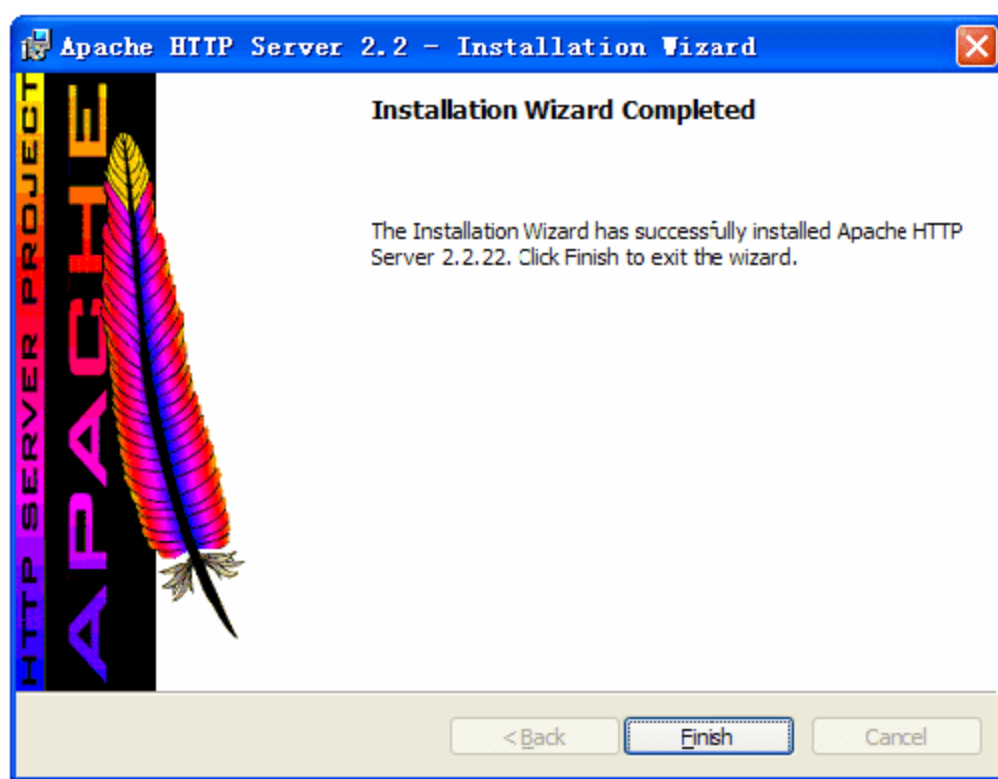 Apache HTTP Server 2.2 - Installation Wizard
HTTP SERVER PROJECT
APACHE
Installation Wizard Completed
The Installation Wizard has successfully installed Apache HTTP
Server 2.2.22. Click Finish to exit the wizard.
< Back
Finish
Cancel